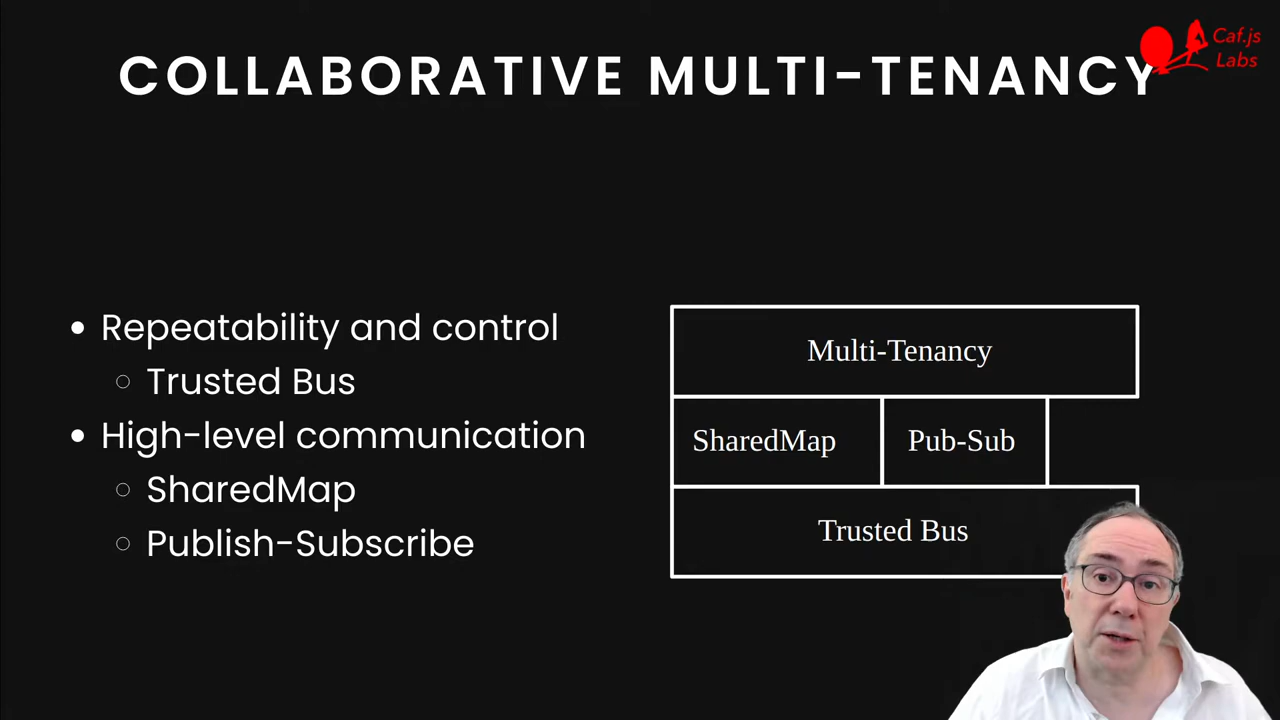 COLLABORATIVE MULTI-TENANCY
Caf.js
Labs
• Repeatability and control
○ Trusted Bus
• High-level communication
○ SharedMap
○ Publish-Subscribe
Multi-Tenancy
SharedMap Pub-Sub
Trusted Bus